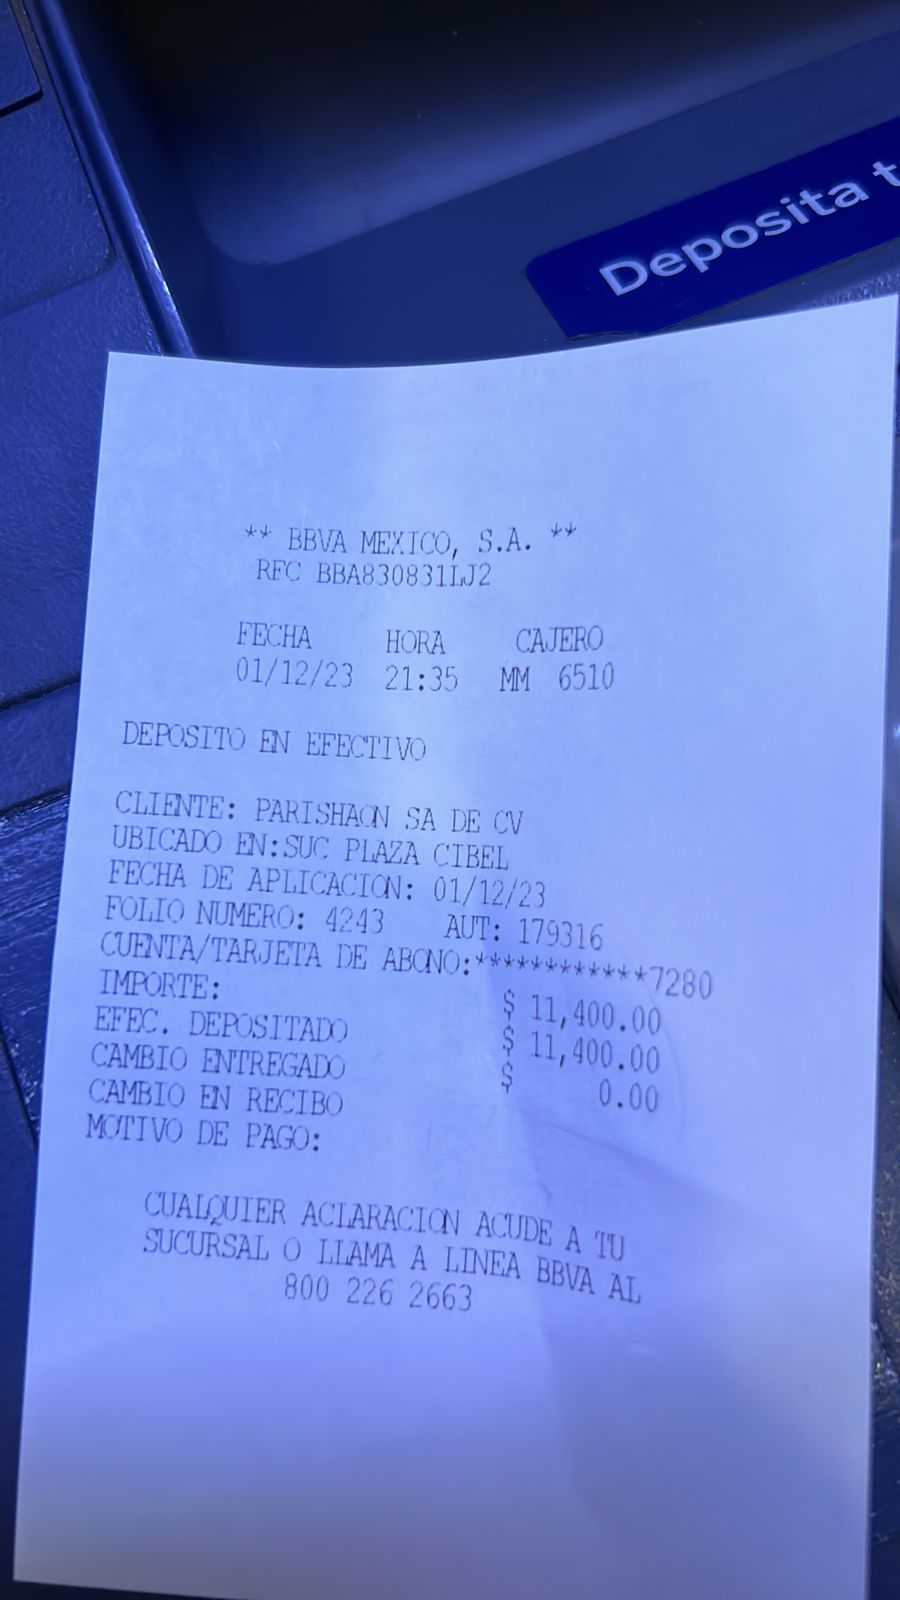 Deposita t
** BBVA MEXICO, S.A. **
RFC BBA830831LJ2
FECHA HORA CAJERO
01/12/23 21:35 MM 6510
DEPOSITO EN EFECTIVO
CLIENTE: PARISHAON SA DE CV
UBICADO EN:SUC PLAZA CIBEL
FECHA DE APLICACION: 01/12/23
FOLIO NUMERO: 4243 AUT: 179316
CUENTA/TARJETA DE ABONO:************7280
IMPORTE: $ 11,400.00
EFEC. DEPOSITADO $ 11,400.00
CAMBIO ENTREGADO $ 0.00
CAMBIO EN RECIBO
MOTIVO DE PAGO:
CUALQUIER ACLARACION ACUDE A TU
SUCURSAL O LLAMA A LINEA BBVA AL
800 226 2663